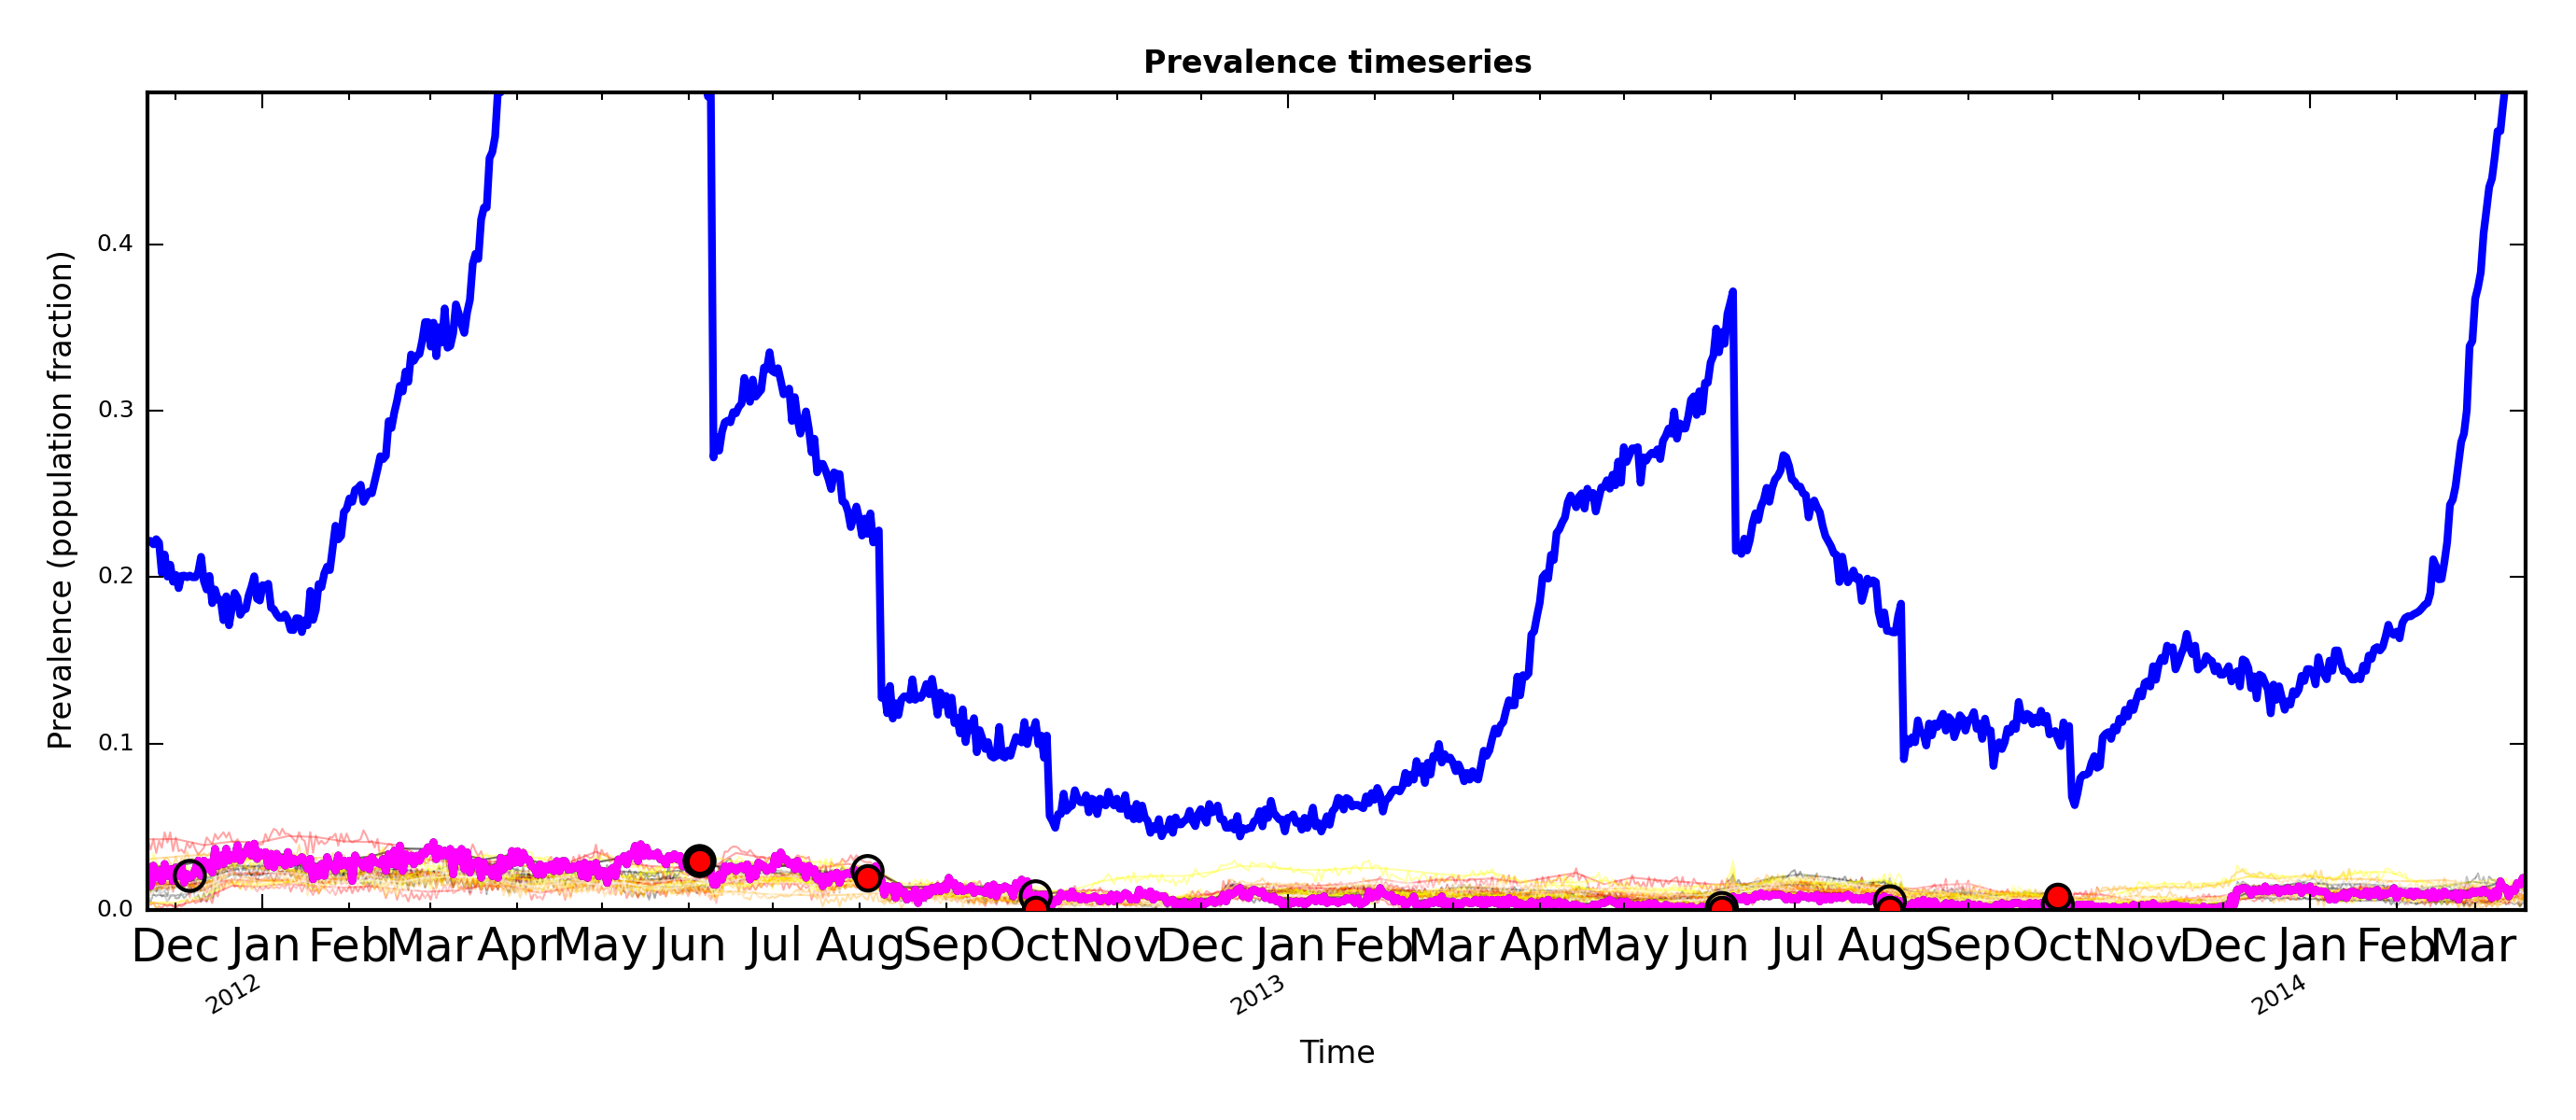 Prevalence timeseries
Prevalence (population fraction)
0.4
0.3
0.2
0.1
0.0
Dec Jan Feb Mar Apr May Jun Jul Aug Sep Oct Nov Dec Jan Feb Mar Apr May Jun Jul Aug Sep Oct Nov Dec Jan Feb Mar
2012 2013 2014
Time